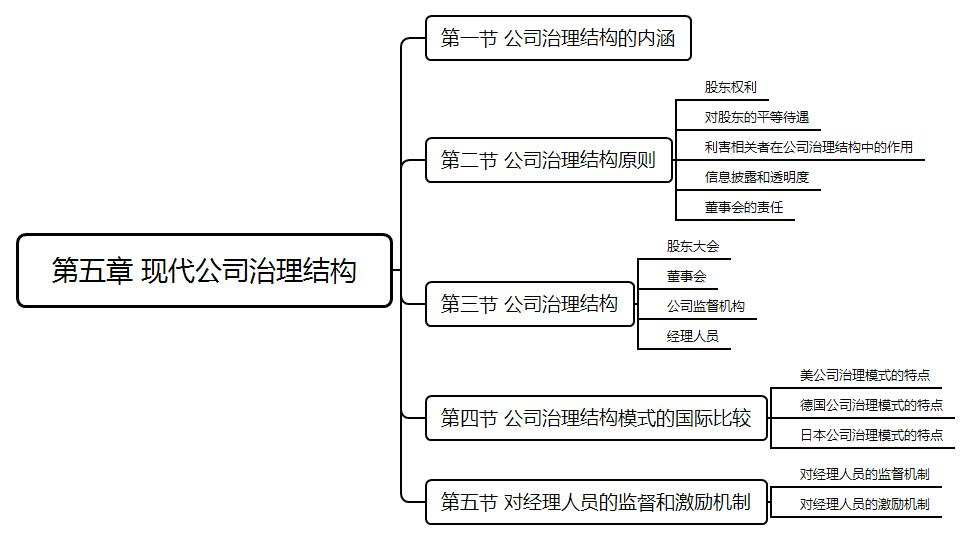 第五章 现代公司治理结构
第一节 公司治理结构的内涵
第二节 公司治理结构原则
股东权利
对股东的平等待遇
利害相关者在公司治理结构中的作用
信息披露和透明度
董事会的责任
第三节 公司治理结构
股东大会
董事会
公司监督机构
经理人员
第四节 公司治理结构模式的国际比较
美公司治理模式的特点
德国公司治理模式的特点
日本公司治理模式的特点
第五节 对经理人员的监督和激励机制
对经理人员的监督机制
对经理人员的激励机制